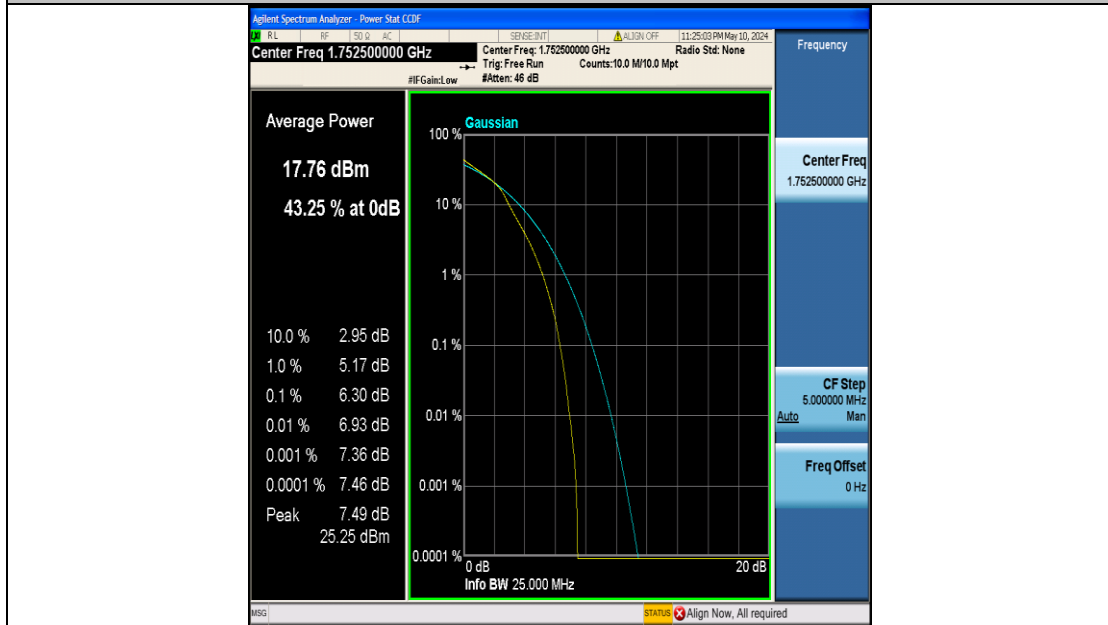 Agilent Spectrum Analyzer - Power Stat CCDF
RL RF 50 Ω AC SENSE:INT ALIGN OFF 11:25:03 PM May 10, 2024
Center Freq 1.752500000 GHz
Center Freq: 1.752500000 GHz Radio Std: None
Trig: Free Run Counts:10.0 M/10.0 Mpt
#IFGain:Low #Atten: 46 dB
Frequency
Average Power
17.76 dBm
43.25 % at 0dB
10.0 % 2.95 dB
1.0 % 5.17 dB
0.1 % 6.30 dB
0.01 % 6.93 dB
0.001 % 7.36 dB
0.0001 % 7.46 dB
Peak 7.49 dB
25.25 dBm
Gaussian
100 %
10 %
1 %
0.1 %
0.01 %
0.001 %
0.0001 %
0 dB 20 dB
Info BW 25.000 MHz
Center Freq
1.752500000 GHz
CF Step
5.000000 MHz
Auto Man
Freq Offset
0 Hz
MSG STATUS Align Now, All required